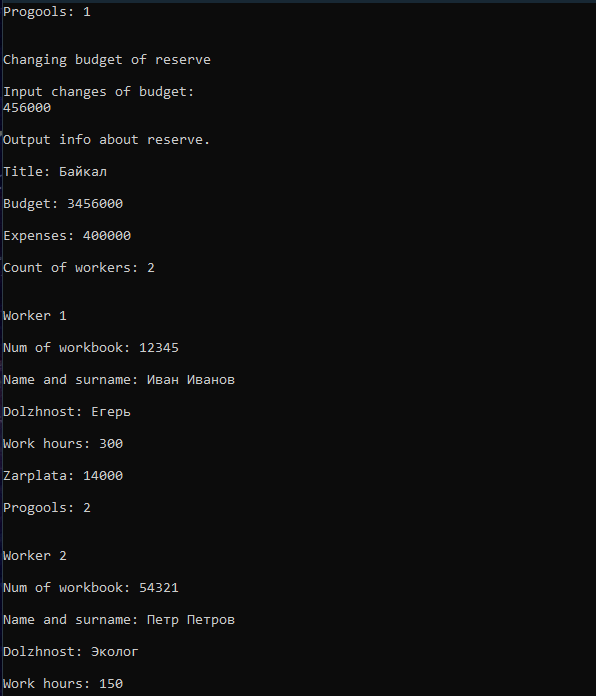 Progools: 1
Changing budget of reserve
Input changes of budget:
456000
Output info about reserve.
Title: Байкал
Budget: 3456000
Expenses: 400000
Count of workers: 2
Worker 1
Num of workbook: 12345
Name and surname: Иван Иванов
Dolzhnost: Егерь
Work hours: 300
Zarplata: 14000
Progools: 2
Worker 2
Num of workbook: 54321
Name and surname: Петр Петров
Dolzhnost: Эколог
Work hours: 150